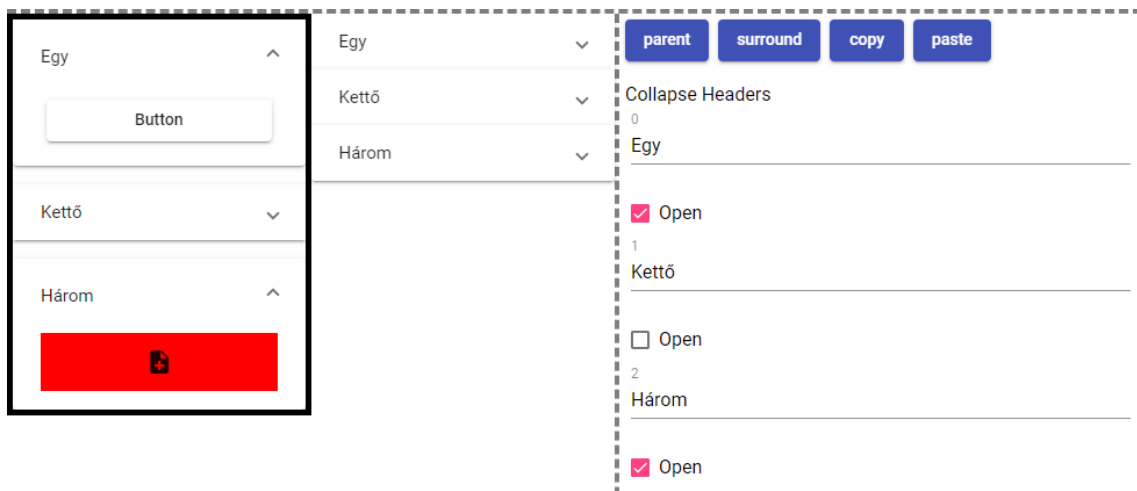 Egy
Button
Kettő
Három
Egy
Kettő
Három
parent surround copy paste
Collapse Headers
0
Egy
Open
1
Kettő
Open
2
Három
Open